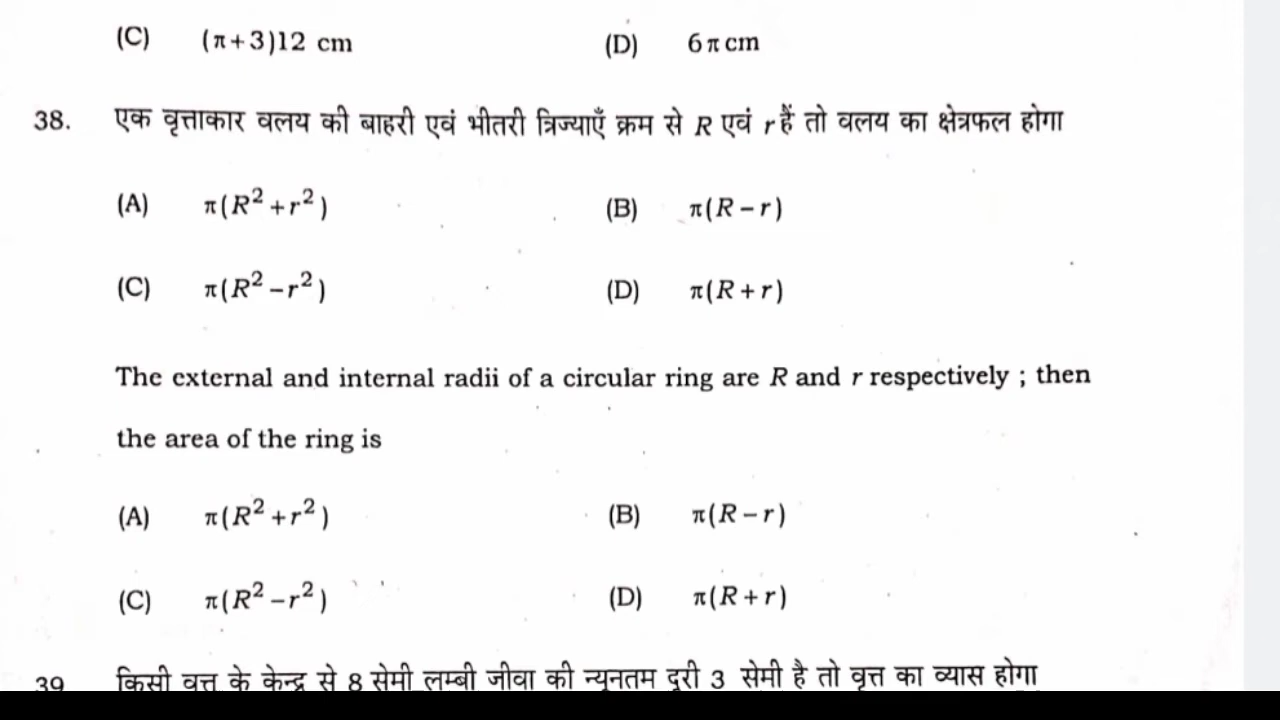 (C) (π+3)12 cm (D) 6π cm
38. एक वृत्ताकार वलय की बाहरी एवं भीतरी त्रिज्याएँ क्रम से R एवं r हैं तो वलय का क्षेत्रफल होगा
(A) π(R²+r²) (B) π(R−r)
(C) π(R²−r²) (D) π(R+r)
The external and internal radii of a circular ring are R and r respectively ; then
the area of the ring is
(A) π(R²+r²) (B) π(R−r)
(C) π(R²−r²) (D) π(R+r)
39 किसी वृत्त के केन्द्र से 8 सेमी लम्बी जीवा की न्यूनतम दूरी 3 सेमी है तो वृत्त का व्यास होगा